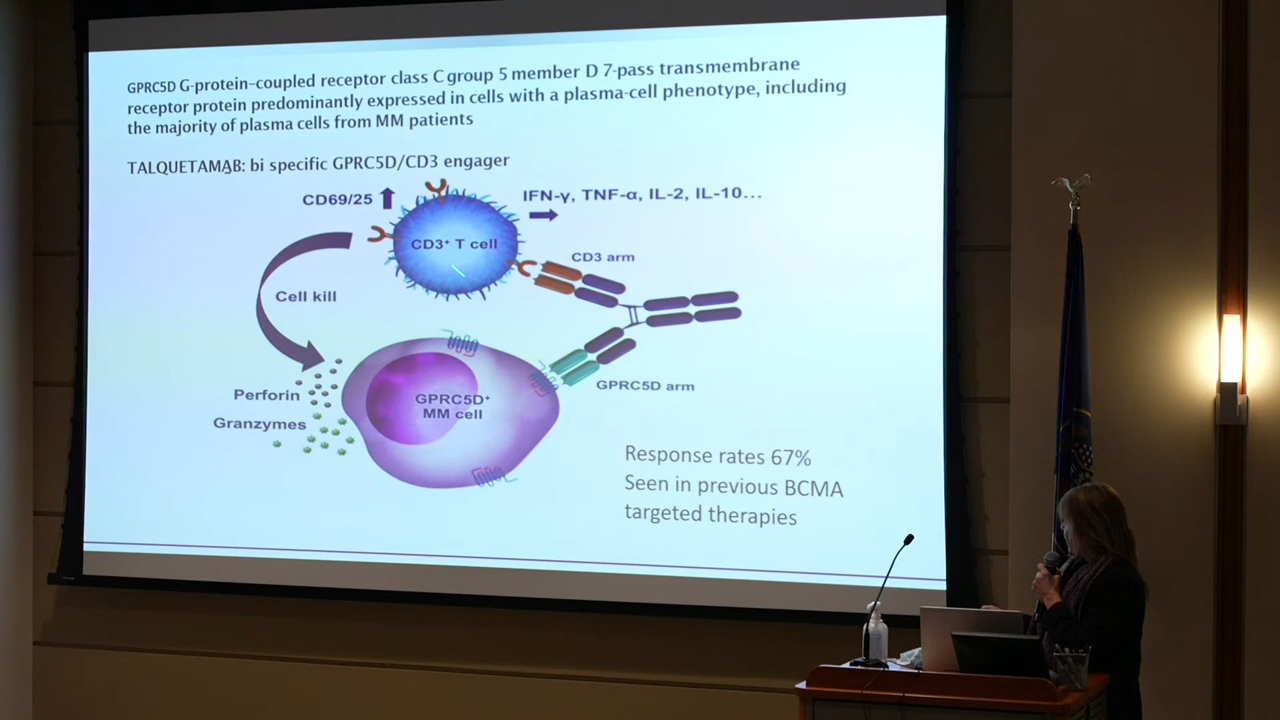 GPRC5D G-protein-coupled receptor class C group 5 member D 7-pass transmembrane
receptor protein predominantly expressed in cells with a plasma-cell phenotype, including
the majority of plasma cells from MM patients
TALQUETAMAB: bi specific GPRC5D/CD3 engager
CD69/25
IFN-γ, TNF-α, IL-2, IL-10...
CD3⁺ T cell
CD3 arm
Cell kill
GPRC5D arm
Perforin
Granzymes
GPRC5D⁺
MM cell
Response rates 67%
Seen in previous BCMA
targeted therapies